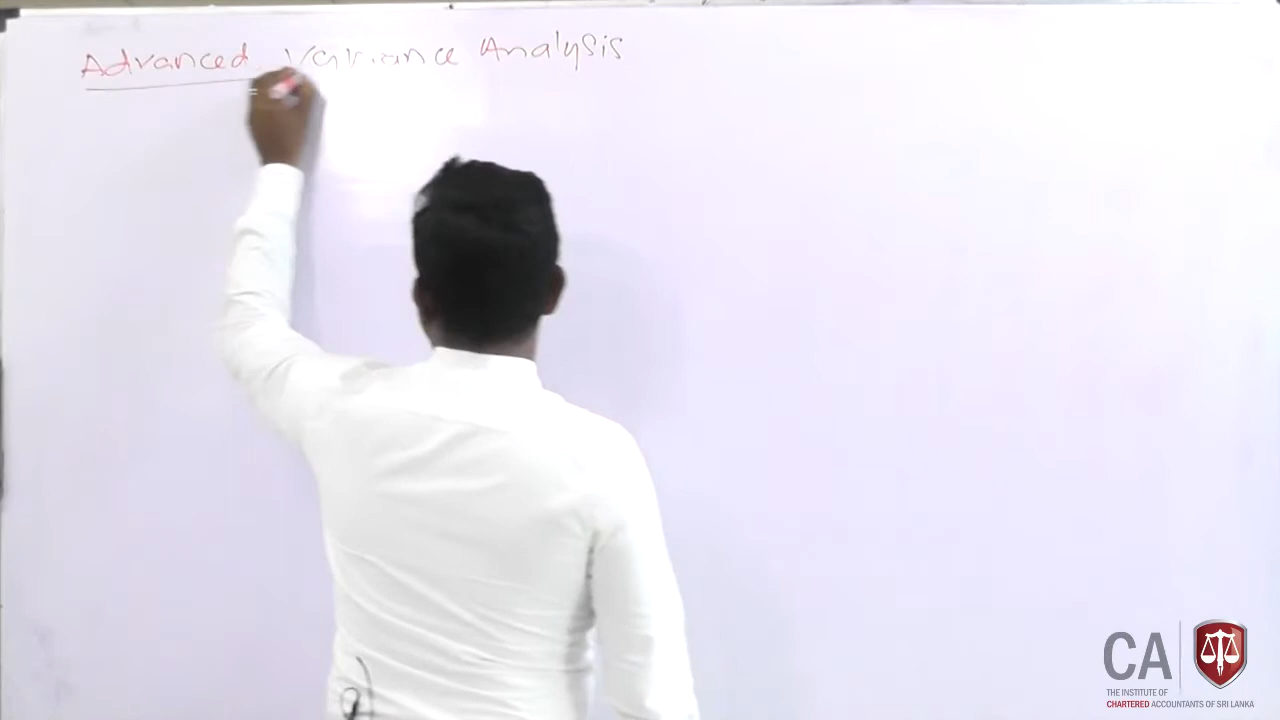 Advanced Variance Analysis
CA
THE INSTITUTE OF
CHARTERED ACCOUNTANTS OF SRI LANKA